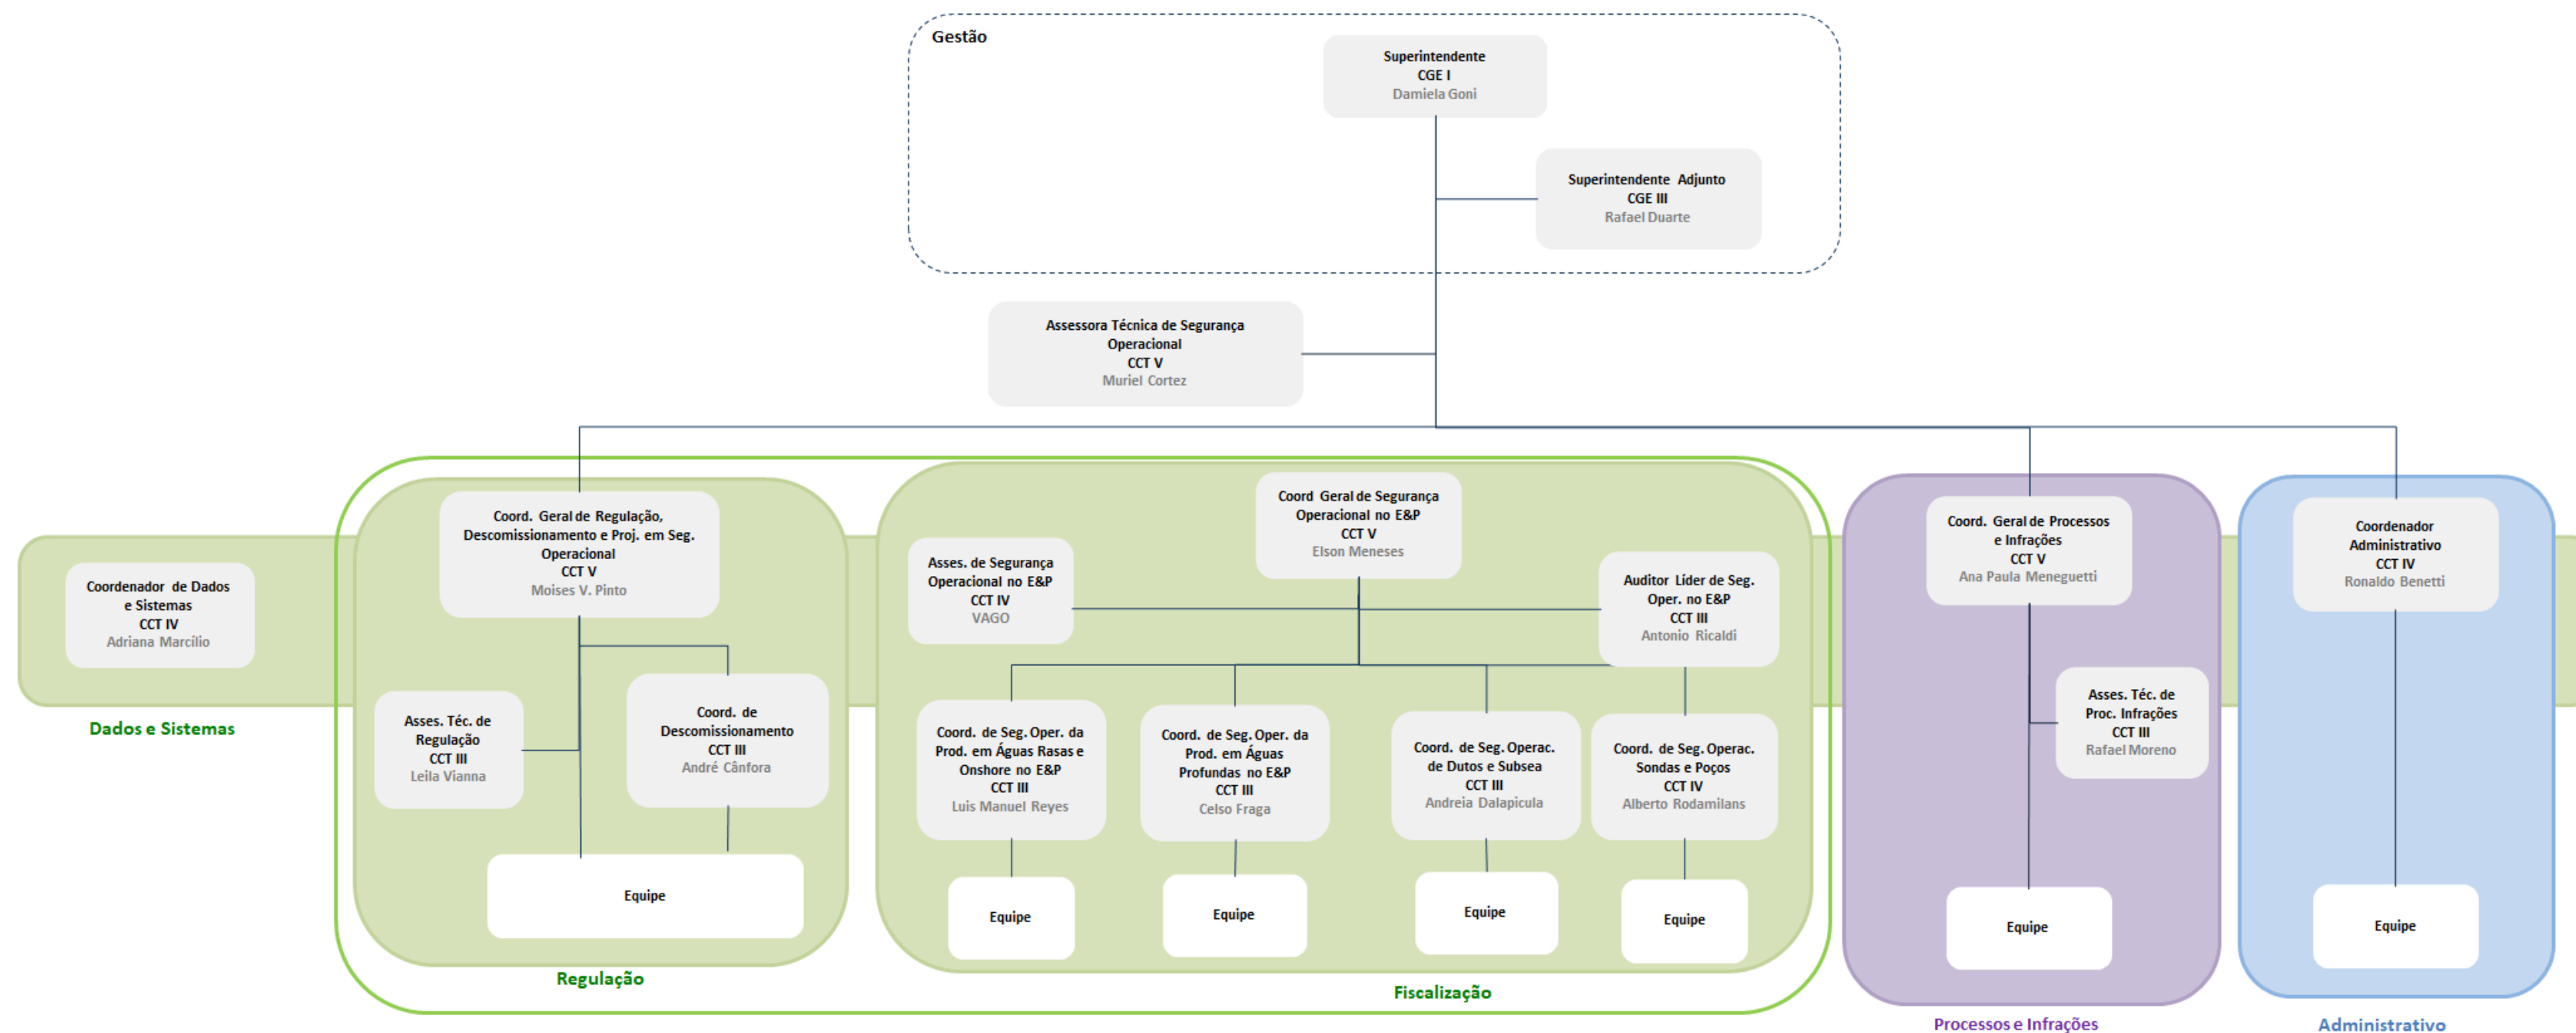 Gestão
Superintendente
CGE I
Damiela Goni
Superintendente Adjunto
CGE III
Rafael Duarte
Assessora Técnica de Segurança
Operacional
CCT V
Muriel Cortez
Coordenador de Dados
e Sistemas
CCT IV
Adriana Marcílio
Dados e Sistemas
Coord. Geral de Regulação,
Descomissionamento e Proj. em Seg.
Operacional
CCT V
Moises V. Pinto
Asses. Téc. de
Regulação
CCT III
Leila Vianna
Coord. de
Descomissionamento
CCT III
André Cânfora
Equipe
Regulação
Coord Geral de Segurança
Operacional no E&P
CCT V
Elson Meneses
Asses. de Segurança
Operacional no E&P
CCT IV
VAGO
Auditor Líder de Seg.
Oper. no E&P
CCT III
Antonio Ricaldi
Coord. de Seg. Oper. da
Prod. em Águas Rasas e
Onshore no E&P
CCT III
Luis Manuel Reyes
Coord. de Seg. Oper. da
Prod. em Águas
Profundas no E&P
CCT III
Celso Fraga
Coord. de Seg. Operac.
de Dutos e Subsea
CCT III
Andreia Dalapicula
Coord. de Seg. Operac.
Sondas e Poços
CCT IV
Alberto Rodamilans
Equipe
Equipe
Equipe
Equipe
Fiscalização
Coord. Geral de Processos
e Infrações
CCT V
Ana Paula Meneguetti
Asses. Téc. de
Proc. Infrações
CCT III
Rafael Moreno
Equipe
Processos e Infrações
Coordenador
Administrativo
CCT IV
Ronaldo Benetti
Equipe
Administrativo